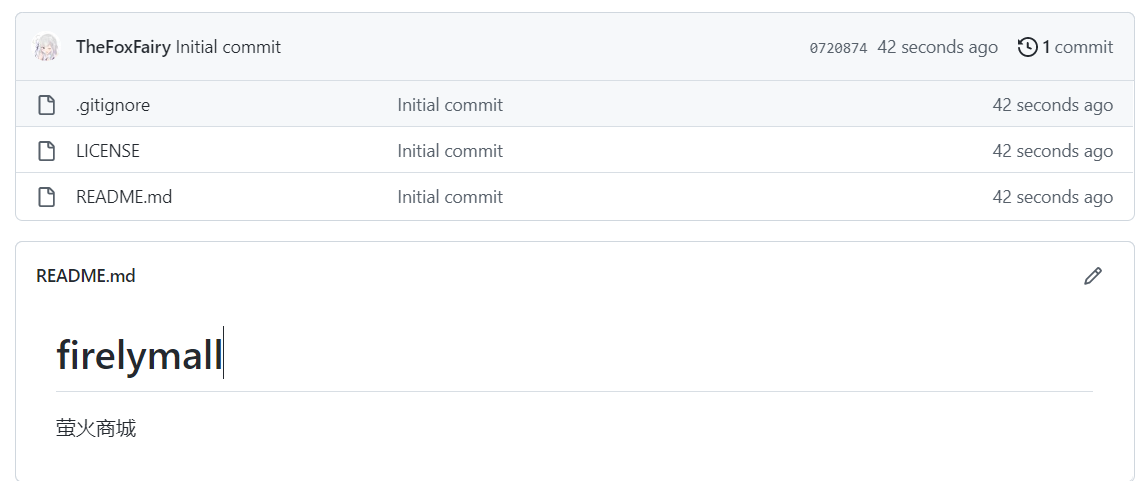 TheFoxFairy Initial commit 0720874 42 seconds ago 1 commit
.gitignore Initial commit 42 seconds ago
LICENSE Initial commit 42 seconds ago
README.md Initial commit 42 seconds ago
README.md
firelymall
萤火商城